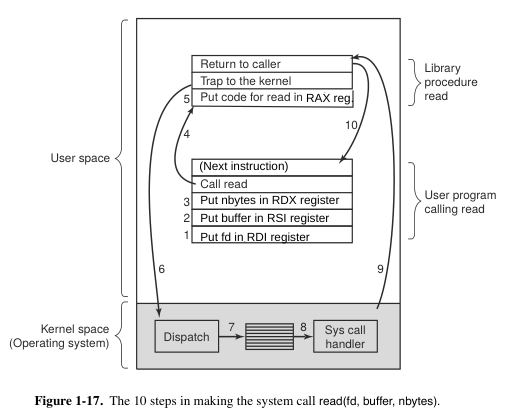 Return to caller
Trap to the kernel
5 Put code for read in RAX reg.
Library
procedure
read
4
10
User space
(Next instruction)
Call read
3 Put nbytes in RDX register
2 Put buffer in RSI register
1 Put fd in RDI register
User program
calling read
6
9
Kernel space
(Operating system)
Dispatch
7
8
Sys call
handler
Figure 1-17. The 10 steps in making the system call read(fd, buffer, nbytes).